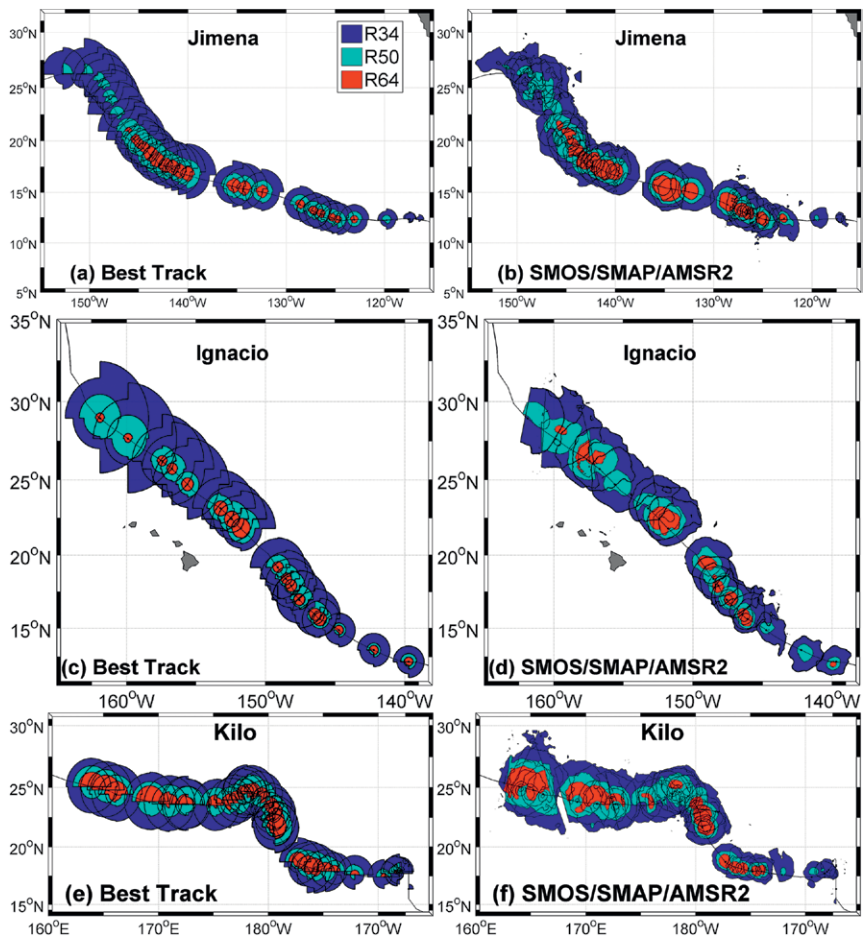 Jimena
R34
R50
R64
30°N
25°N
20°N
15°N
10°N
5°N
(a) Best Track
150°W 140°W 130°W 120°W
Jimena
30°N
25°N
20°N
15°N
10°N
5°N
(b) SMOS/SMAP/AMSR2
150°W 140°W 130°W 120°W
Ignacio
35°N
30°N
25°N
20°N
15°N
(c) Best Track
160°W 150°W 140°W
Ignacio
35°N
30°N
25°N
20°N
15°N
(d) SMOS/SMAP/AMSR2
160°W 150°W 140°W
Kilo
30°N
25°N
20°N
15°N
(e) Best Track
160°E 170°E 180°W 170°W
Kilo
30°N
25°N
20°N
15°N
(f) SMOS/SMAP/AMSR2
160°E 170°E 180°W 170°W